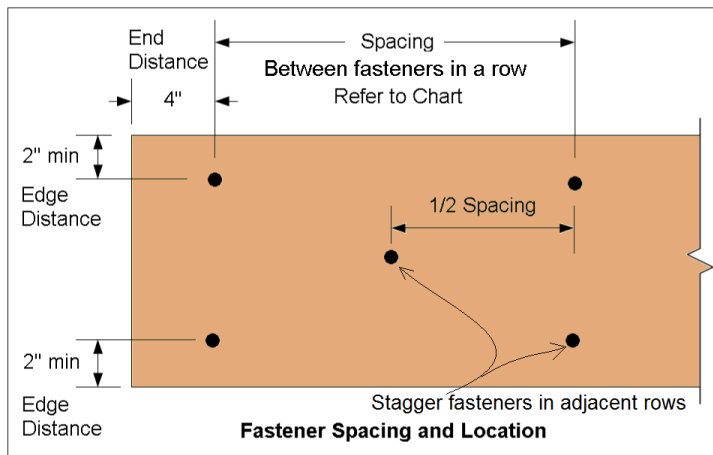 End
Distance
4"
Spacing
Between fasteners in a row
Refer to Chart
2" min
Edge
Distance
1/2 Spacing
2" min
Edge
Distance
Stagger fasteners in adjacent rows
Fastener Spacing and Location